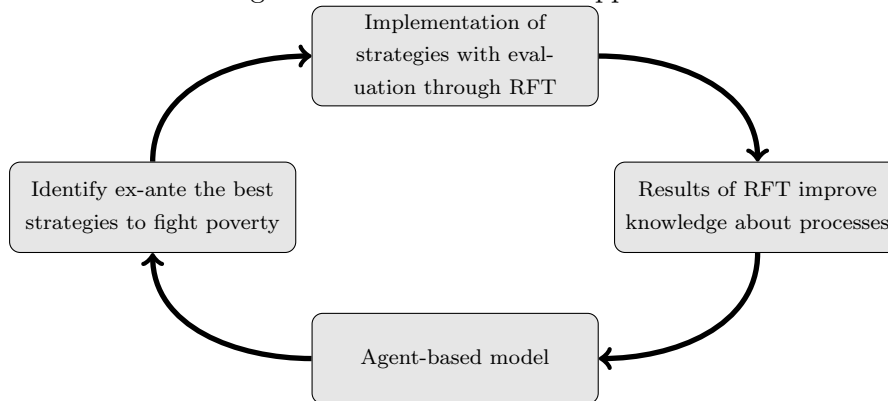 Implementation of
strategies with eval-
uation through RFT
Identify ex-ante the best
strategies to fight poverty
Results of RFT improve
knowledge about processes
Agent-based model